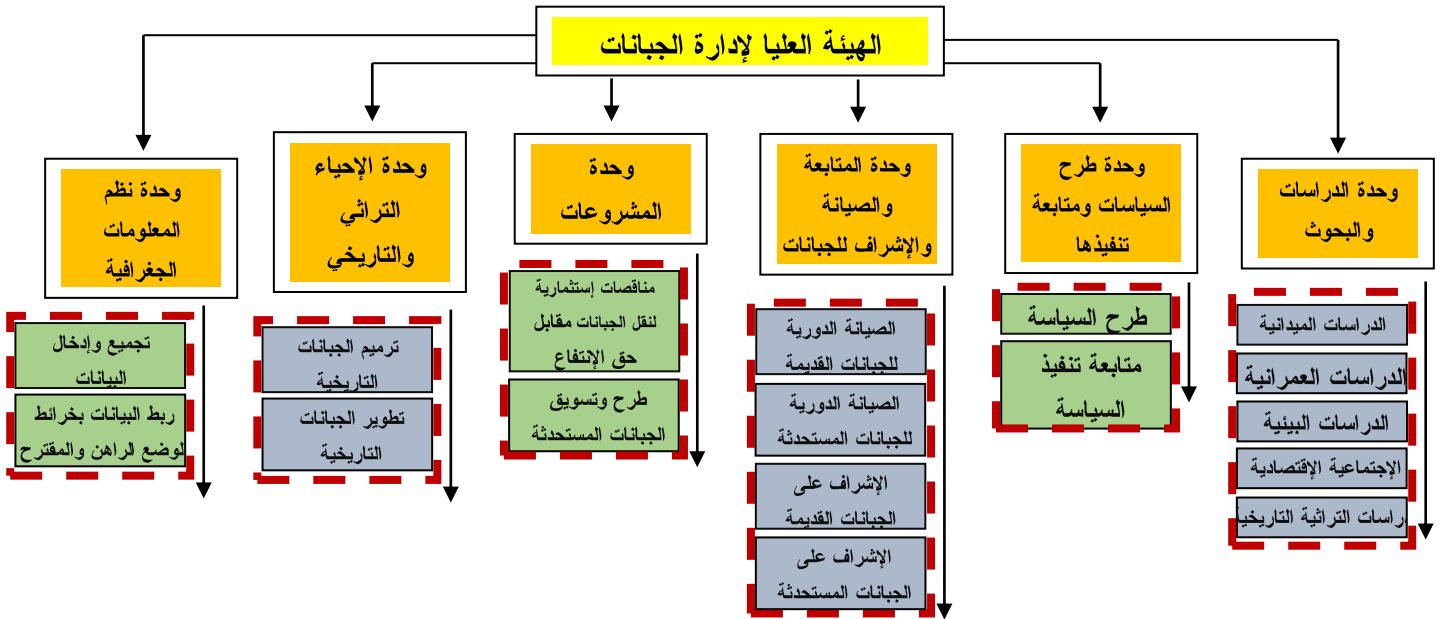 الهيئة العليا لإدارة الجبانات
وحدة الدراسات
والبحوث
الدراسات الميدانية
الدراسات العمرانية
الدراسات البيئية
الإجتماعية الإقتصادية
التراثية
وحدة طرح
السياسات ومتابعة
تنفيذها
طرح السياسة
متابعة تنفيذ
السياسة
وحدة المتابعة
والصيانة
والإشراف للجبانات
الصيانة الدورية
للجبانات القديمة
الصيانة الدورية
للجبانات المستحدثة
الإشراف على
الجبانات القديمة
الإشراف على
الجبانات المستحدثة
وحدة
المشروعات
مناقصات إستثمارية
لنقل الجبانات مقابل
حق الإنتفاع
طرح وتسويق
الجبانات المستحدثة
وحدة الإحياء
التراثي
والتاريخي
ترميم الجبانات
التاريخية
تطوير الجبانات
التاريخية
وحدة نظم
المعلومات
الجغرافية
تجميع وإدخال
البيانات
ربط البيانات بخرائط
الراهن والمقترح